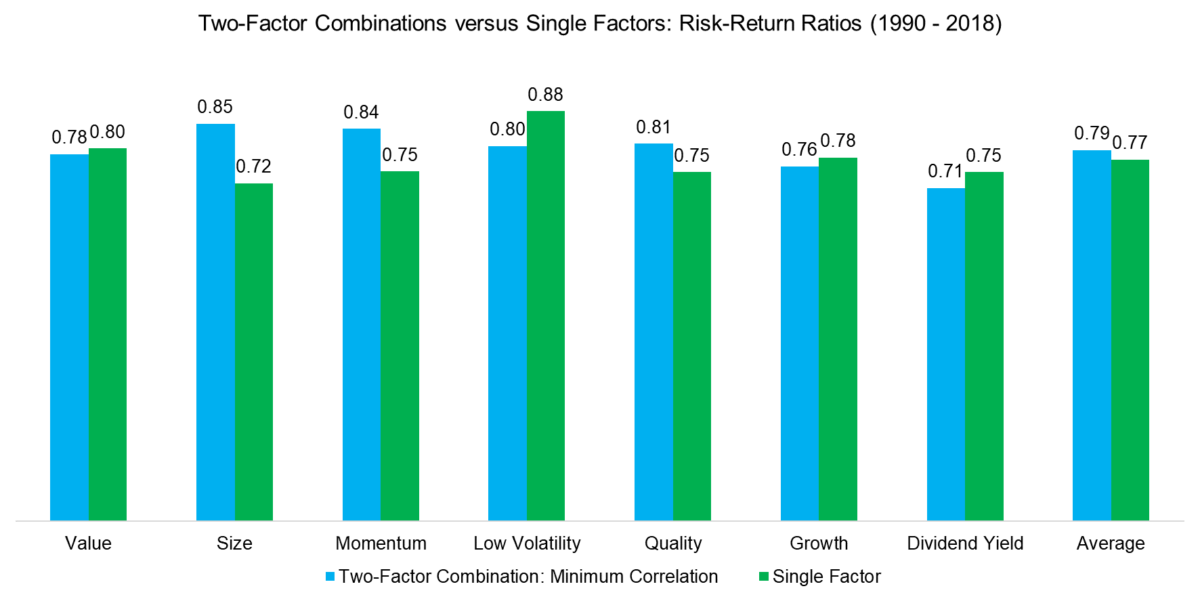 Two-Factor Combinations versus Single Factors: Risk-Return Ratios (1990 - 2018)
0.78 0.80
0.85 0.72
0.84 0.75
0.80 0.88
0.81 0.75
0.76 0.78
0.71 0.75
0.79 0.77
Value Size Momentum Low Volatility Quality Growth Dividend Yield Average
Two-Factor Combination: Minimum Correlation Single Factor